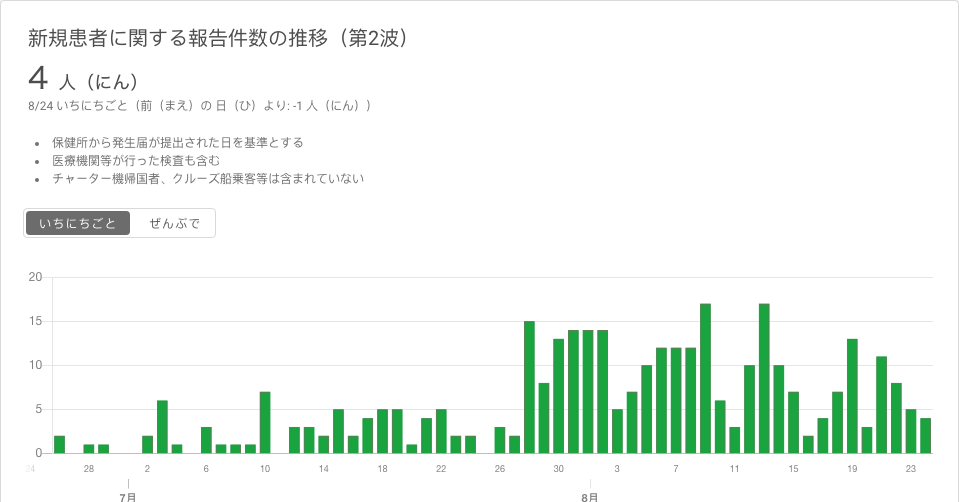 新規患者に関する報告件数の推移（第2波）
4 人（にん）
8/24 いちにちごと（前（まえ）の 日（ひ）より: -1 人（にん））
保健所から発生届が提出された日を基準とする
医療機関等が行った検査も含む
チャーター機帰国者、クルーズ船乗客等は含まれていない
いちにちごと ぜんぶで
20
15
10
5
0
24 28 2 6 10 14 18 22 26 30 3 7 11 15 19 23
7月 8月